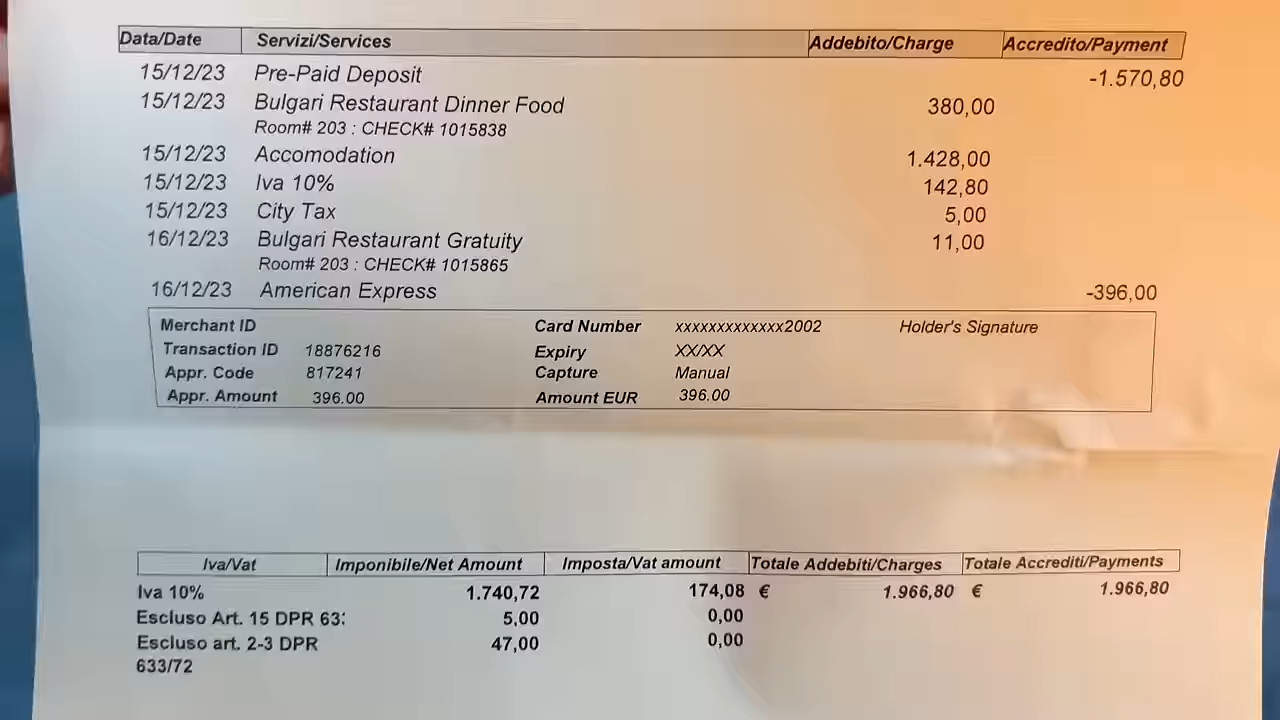 Data/Date Servizi/Services Addebito/Charge Accredito/Payment
15/12/23 Pre-Paid Deposit -1.570,80
15/12/23 Bulgari Restaurant Dinner Food 380,00
Room# 203 : CHECK# 1015838
15/12/23 Accomodation 1.428,00
15/12/23 Iva 10% 142,80
15/12/23 City Tax 5,00
16/12/23 Bulgari Restaurant Gratuity 11,00
Room# 203 : CHECK# 1015865
16/12/23 American Express -396,00
Merchant ID Card Number xxxxxxxxxxxxx2002 Holder's Signature
Transaction ID 18876216 Expiry XX/XX
Appr. Code 817241 Capture Manual
Appr. Amount 396.00 Amount EUR 396.00
Iva/Vat Imponibile/Net Amount Imposta/Vat amount Totale Addebiti/Charges Totale Accrediti/Payments
Iva 10% 1.740,72 174,08 € 1.966,80 € 1.966,80
Escluso Art. 15 DPR 63: 5,00 0,00
Escluso art. 2-3 DPR 47,00 0,00
633/72